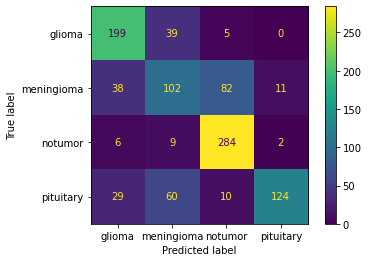 glioma 199 39 5 0
meningioma 38 102 82 11
notumor 6 9 284 2
pituitary 29 60 10 124
glioma meningioma notumor pituitary
Predicted label
True label
250
200
150
100
50
0